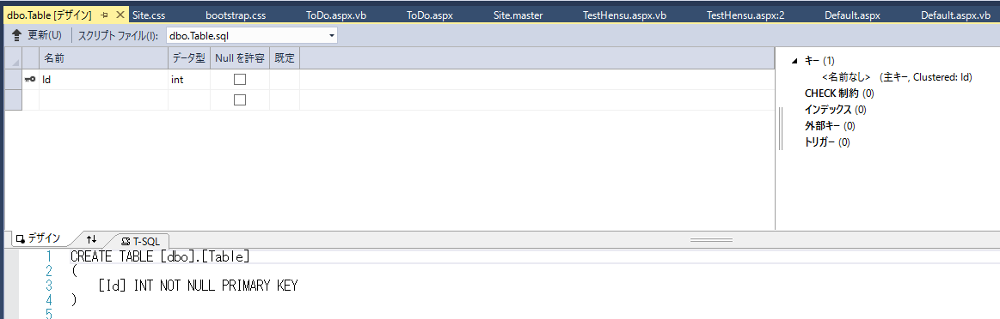 dbo.Table [デザイン] Site.css bootstrap.css ToDo.aspx.vb ToDo.aspx Site.master TestHensu.aspx.vb TestHensu.aspx:2 Default.aspx Default.aspx.vb
更新(U) スクリプト ファイル(I): dbo.Table.sql
名前 データ型 Null を許容 既定
Id int
キー (1)
<名前なし> (主キー, Clustered: Id)
CHECK 制約 (0)
インデックス (0)
外部キー (0)
トリガー (0)
デザイン T-SQL
1 CREATE TABLE [dbo].[Table]
2 (
3 [Id] INT NOT NULL PRIMARY KEY
4 )
5